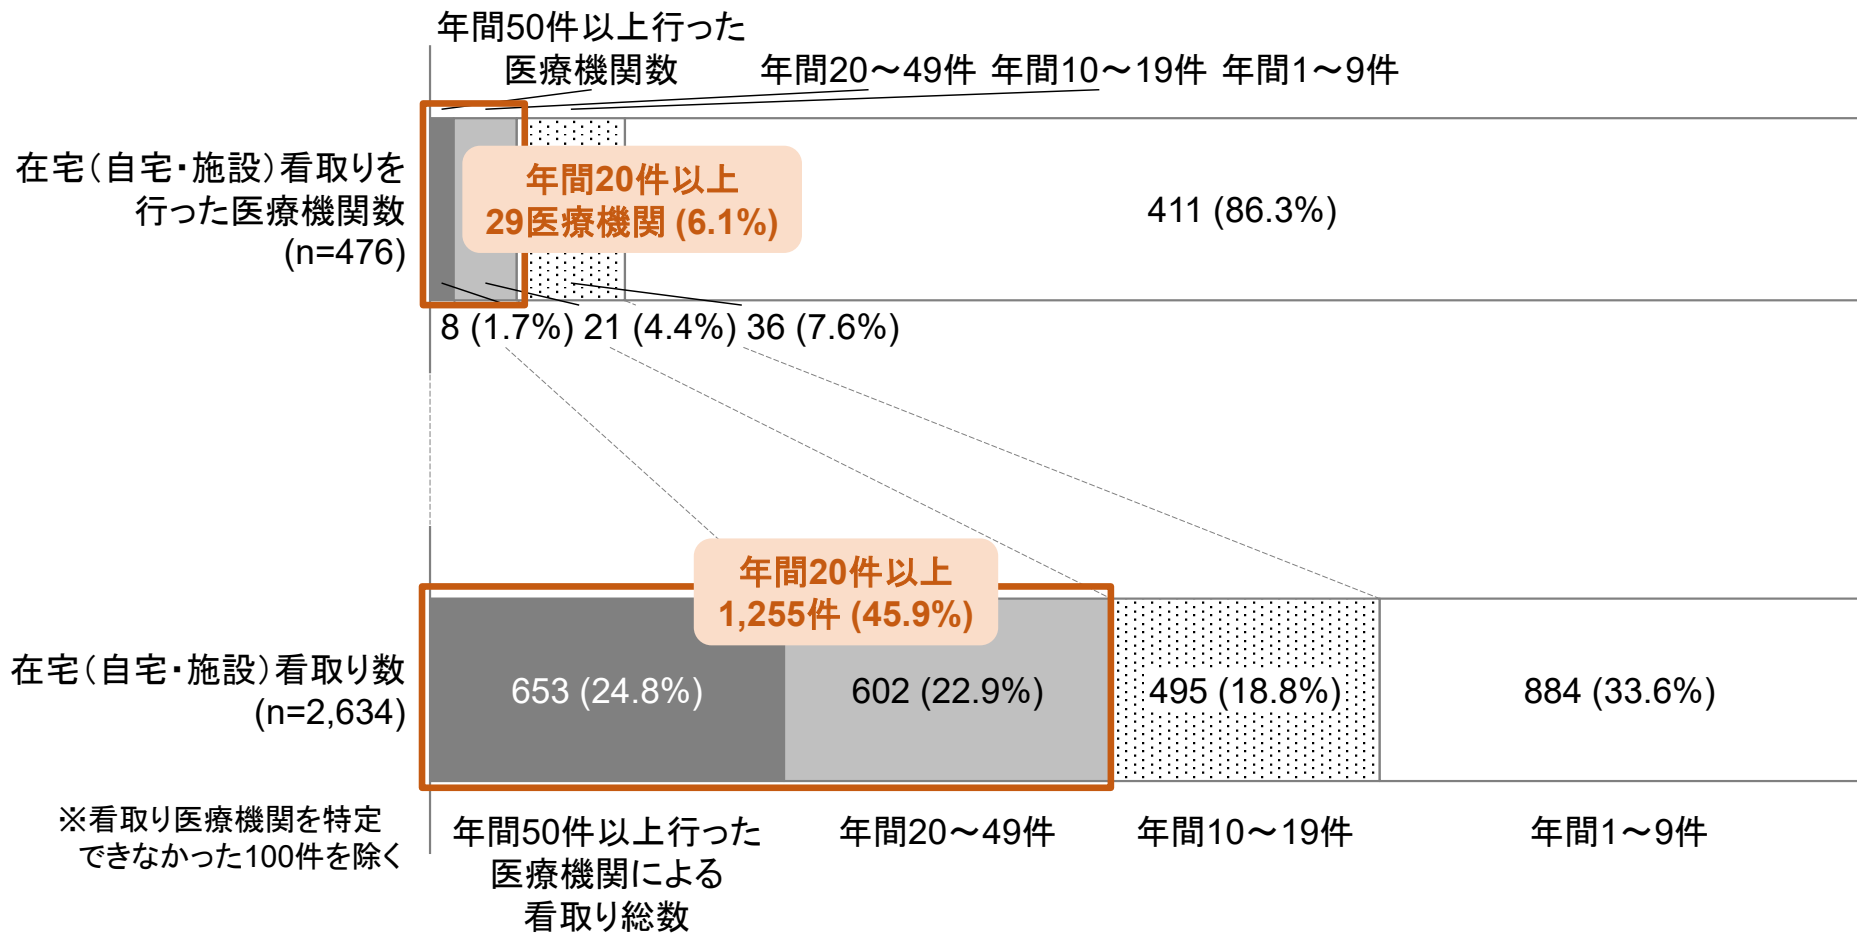 年間50件以上行った
医療機関数
年間20～49件
年間10～19件
年間1～9件
在宅（自宅・施設）看取りを
行った医療機関数
(n=476)
年間20件以上
29医療機関 (6.1%)
411 (86.3%)
8 (1.7%)
21 (4.4%)
36 (7.6%)
年間20件以上
1,255件 (45.9%)
在宅（自宅・施設）看取り数
(n=2,634)
653 (24.8%)
602 (22.9%)
495 (18.8%)
884 (33.6%)
※看取り医療機関を特定
できなかった100件を除く
年間50件以上行った
医療機関による
看取り総数
年間20～49件
年間10～19件
年間1～9件